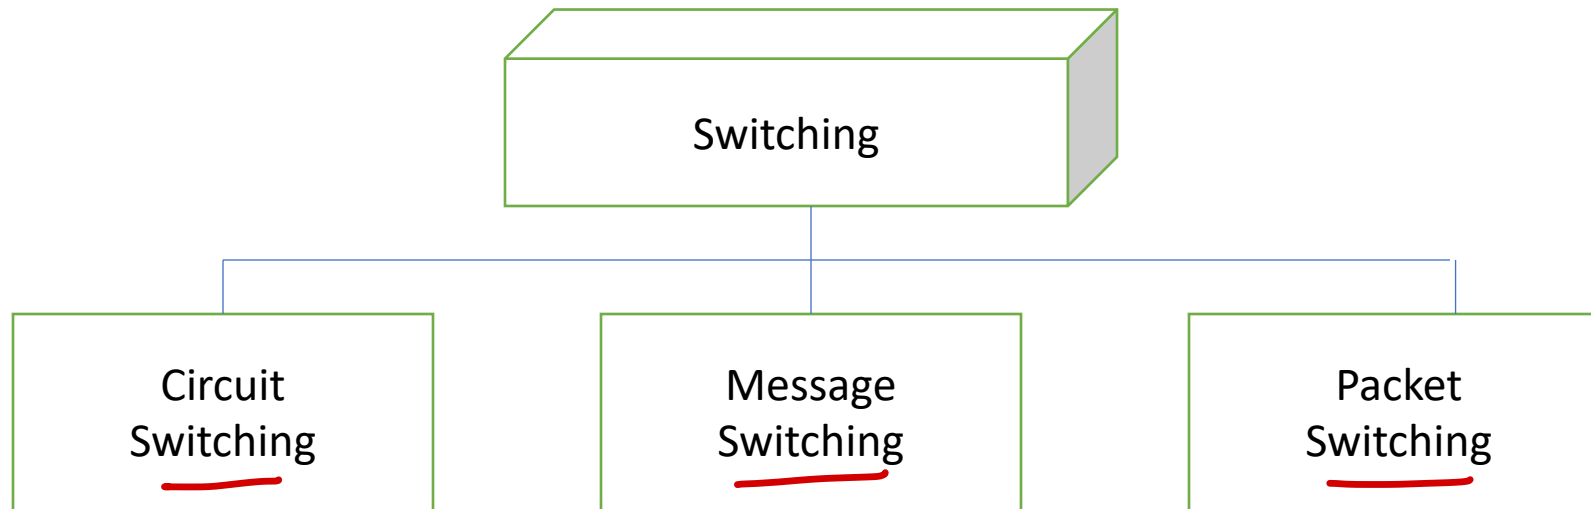 Switching
Circuit
Switching
Message
Switching
Packet
Switching